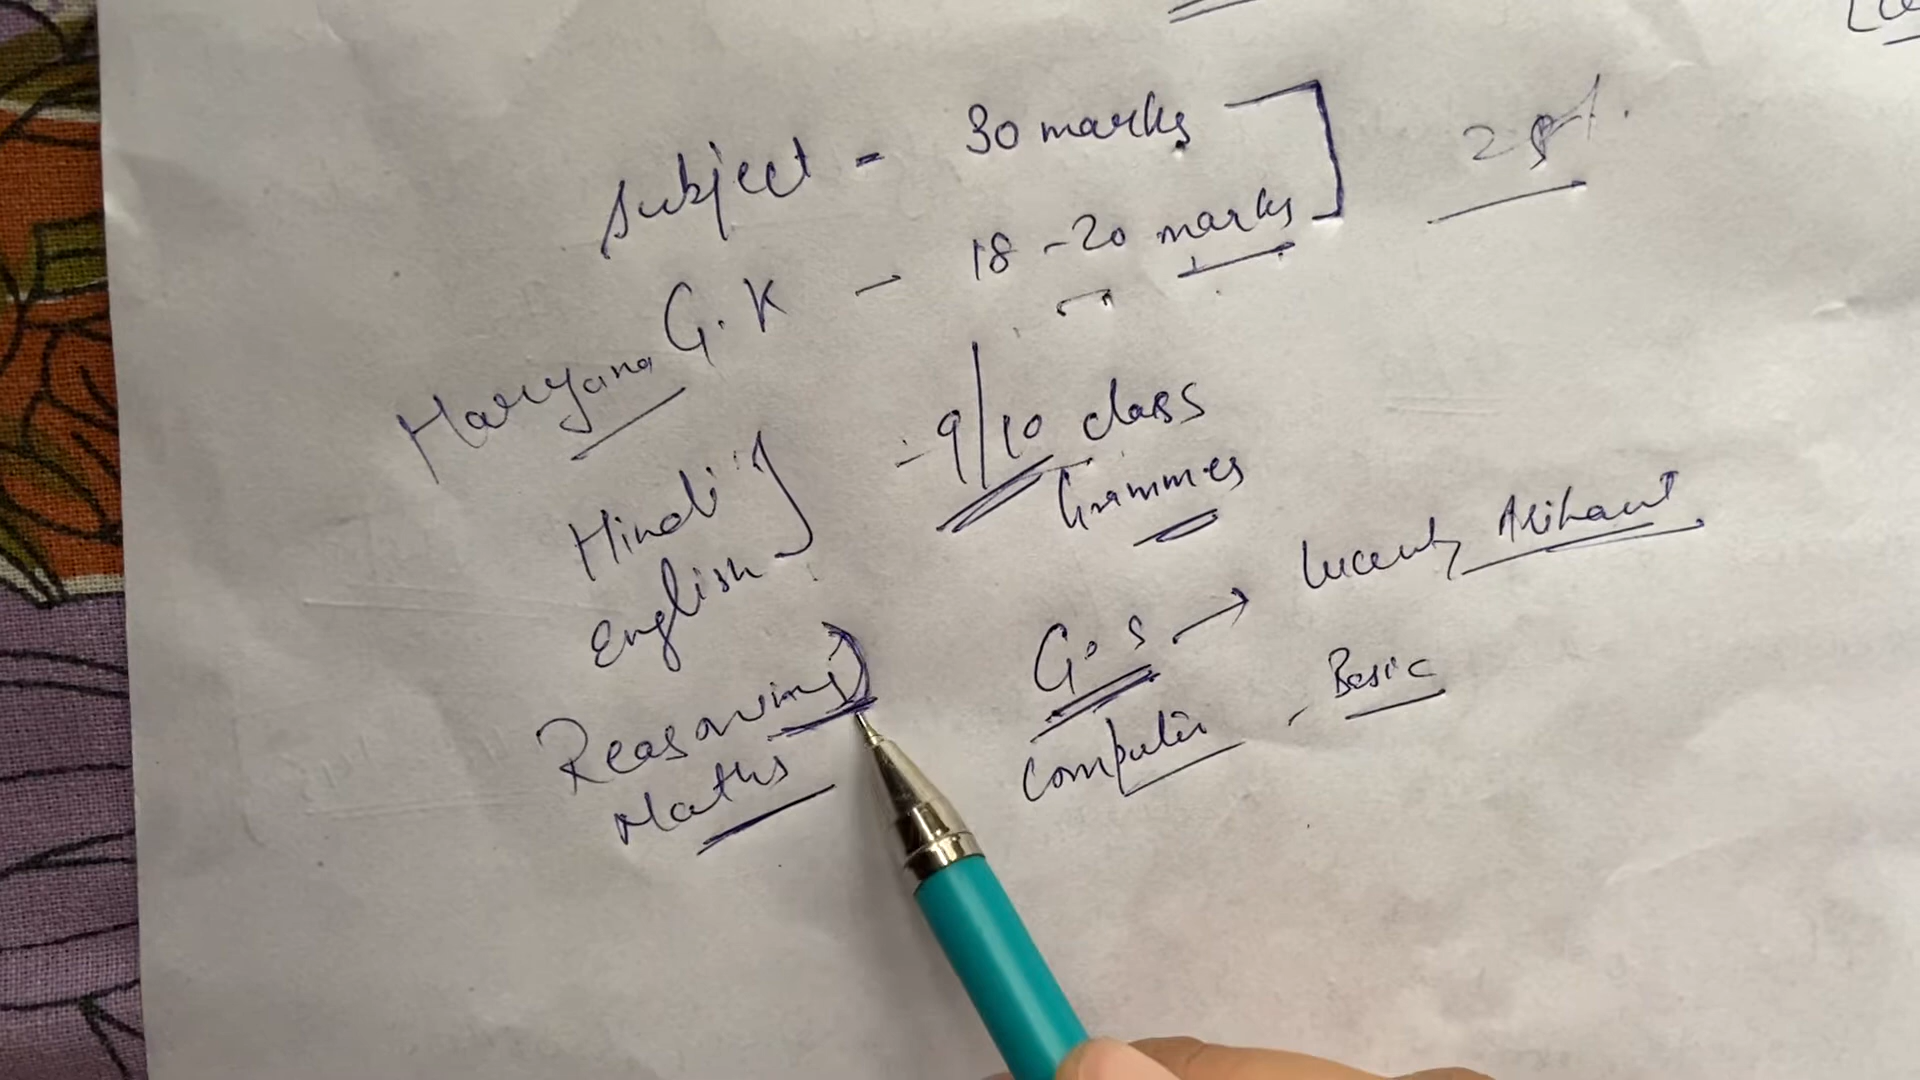 Subject - 30 marks
Haryana G.K - 18-20 marks
Hindi
English
- 9/10 class
Grammer
Reasoning
Maths
G.S → Lucent, Arihant
Computer - Basic